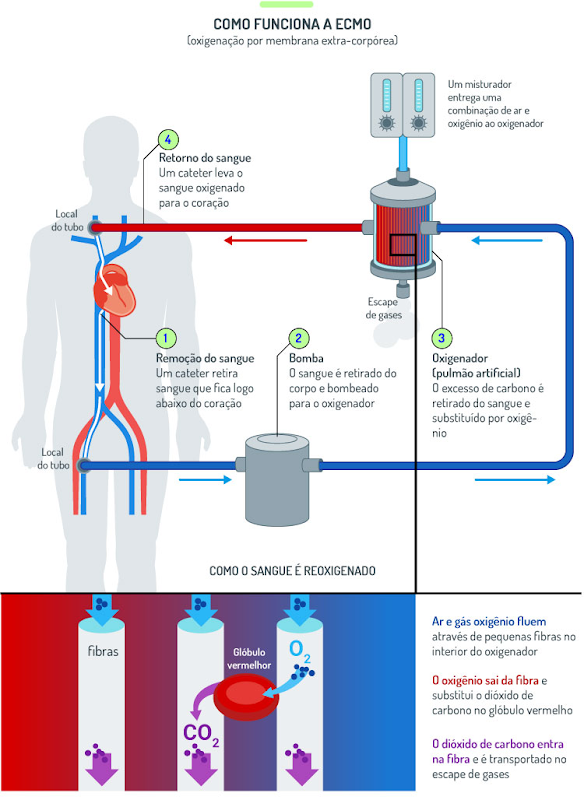 COMO FUNCIONA A ECMO
(oxigenação por membrana extra-corpórea)
Um misturador
entrega uma
combinação de ar e
oxigênio ao oxigenador
4
Retorno do sangue
Um cateter leva o
sangue oxigenado
para o coração
Local
do tubo
Escape
de gases
1
Remoção do sangue
Um cateter retira
sangue que fica logo
abaixo do coração
2
Bomba
O sangue é retirado do
corpo e bombeado
para o oxigenador
3
Oxigenador
(pulmão artificial)
O excesso de carbono é
retirado do sangue e
substituído por oxigê-
nio
Local
do tubo
COMO O SANGUE É REOXIGENADO
fibras
Glóbulo
vermelhor
O2
CO2
Ar e gás oxigênio fluem
através de pequenas fibras no
interior do oxigenador
O oxigênio sai da fibra e
substitui o dióxido de
carbono no glóbulo vermelho
O dióxido de carbono entra
na fibra e é transportado no
escape de gases